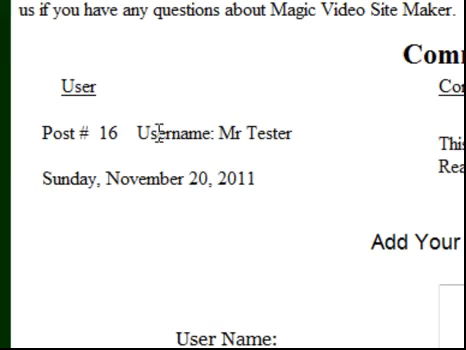 us if you have any questions about Magic Video Site Maker.
User
Post # 16 Username: Mr Tester
Sunday, November 20, 2011
Add Your
User Name: